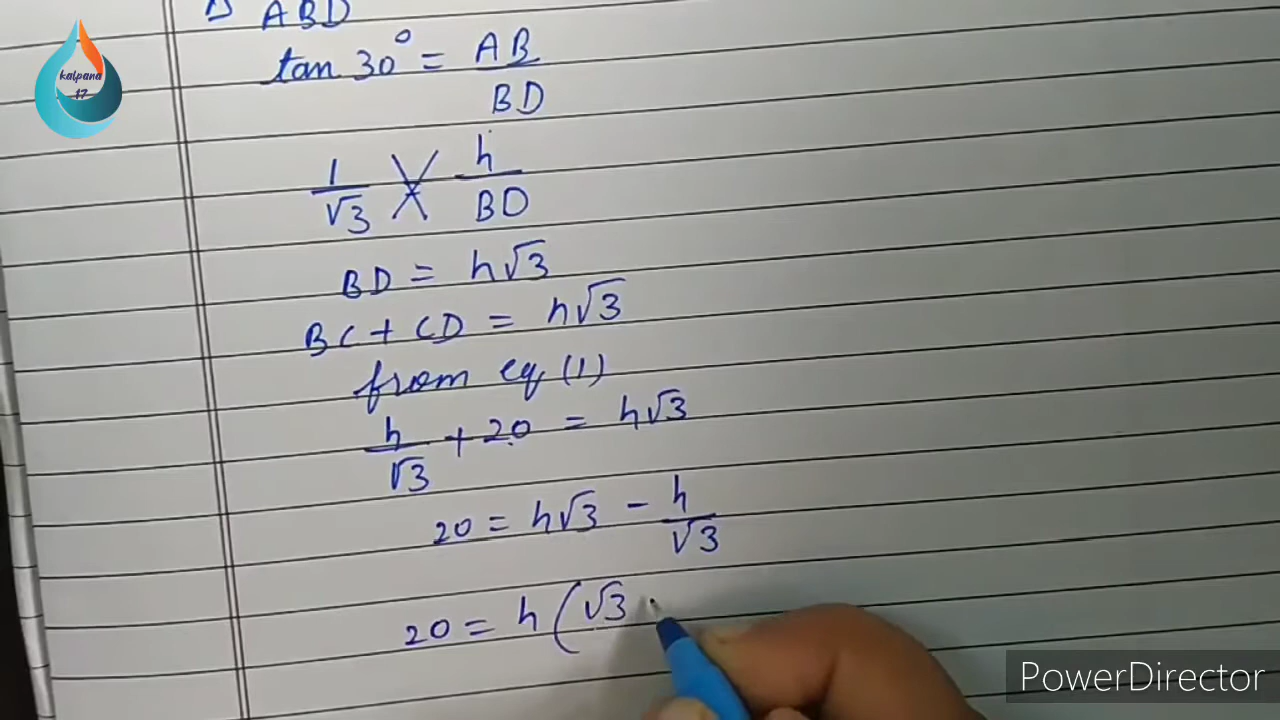 kalpana
17
Δ ABD
tan 30° = AB/BD
1/√3 = h/BD
BD = h√3
BC + CD = h√3
from eq (1)
h/√3 + 20 = h√3
20 = h√3 - h/√3
20 = h(√3
PowerDirector